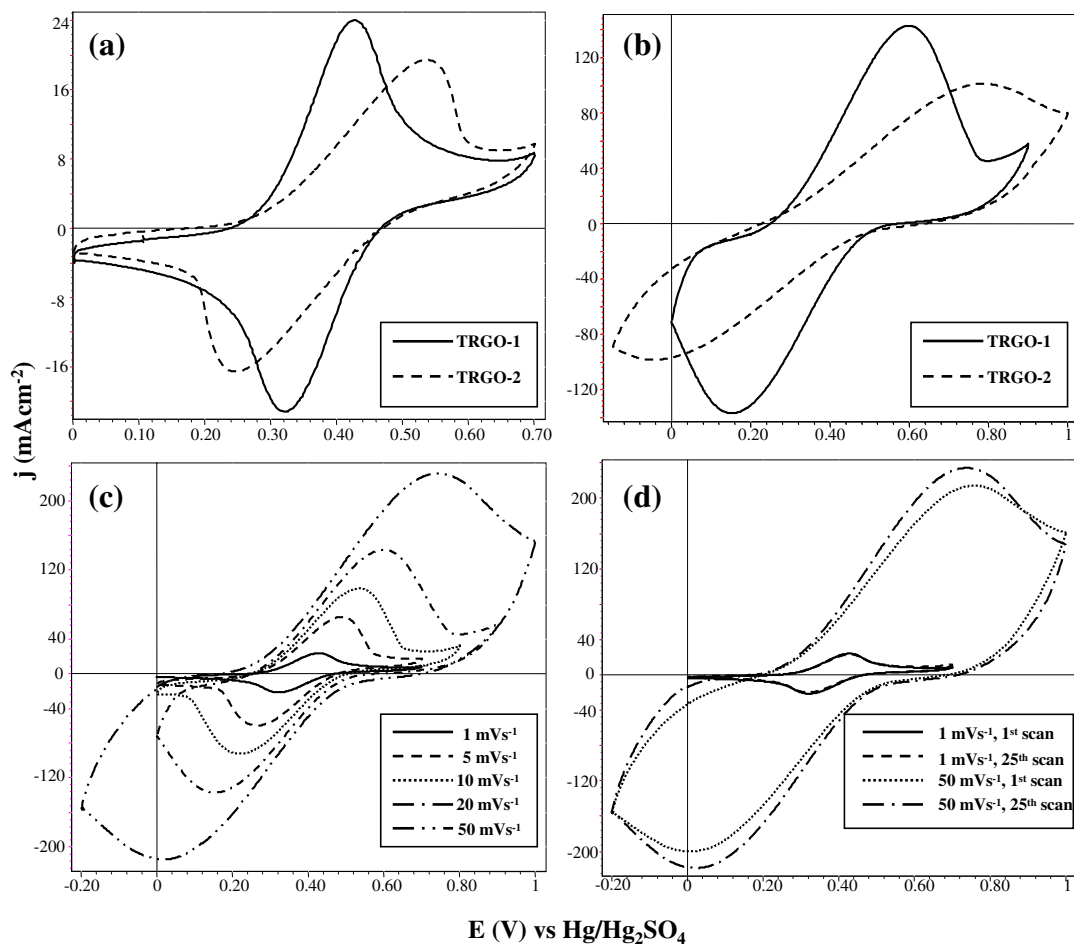 (a)
24
16
8
0
-8
-16
0
0.10
0.20
0.30
0.40
0.50
0.60
0.70
TRGO-1
TRGO-2
(b)
120
80
40
0
-40
-80
-120
0
0.20
0.40
0.60
0.80
1
TRGO-1
TRGO-2
j (mAcm⁻²)
(c)
200
120
40
0
-40
-120
-200
-0.20
0
0.20
0.40
0.60
0.80
1
1 mVs⁻¹
5 mVs⁻¹
10 mVs⁻¹
20 mVs⁻¹
50 mVs⁻¹
(d)
200
120
40
0
-40
-120
-200
-0.20
0
0.20
0.40
0.60
0.80
1
1 mVs⁻¹, 1ˢᵗ scan
1 mVs⁻¹, 25ᵗʰ scan
50 mVs⁻¹, 1ˢᵗ scan
50 mVs⁻¹, 25ᵗʰ scan
E (V) vs Hg/Hg₂SO₄